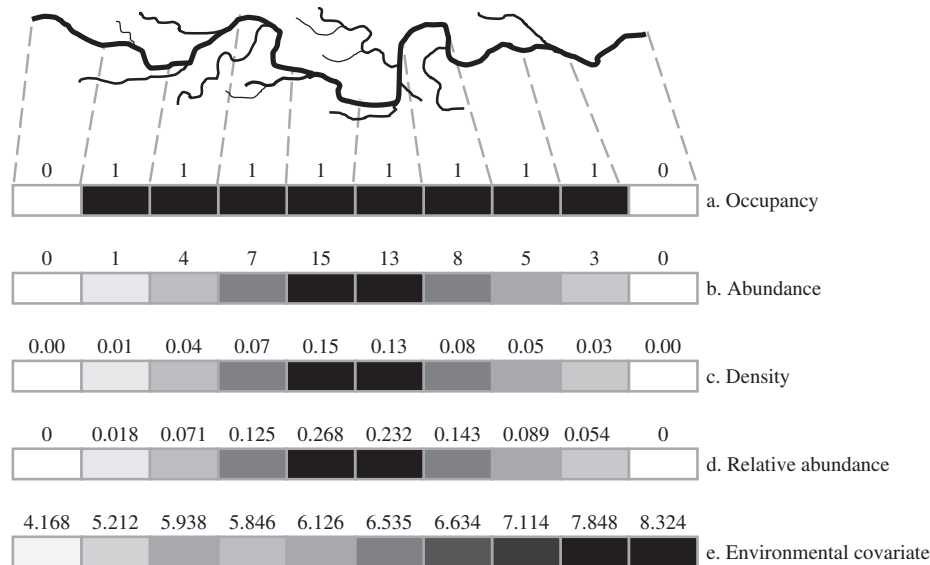 0 1 1 1 1 1 1 1 1 0
a. Occupancy
0 1 4 7 15 13 8 5 3 0
b. Abundance
0.00 0.01 0.04 0.07 0.15 0.13 0.08 0.05 0.03 0.00
c. Density
0 0.018 0.071 0.125 0.268 0.232 0.143 0.089 0.054 0
d. Relative abundance
4.168 5.212 5.938 5.846 6.126 6.535 6.634 7.114 7.848 8.324
e. Environmental covariate